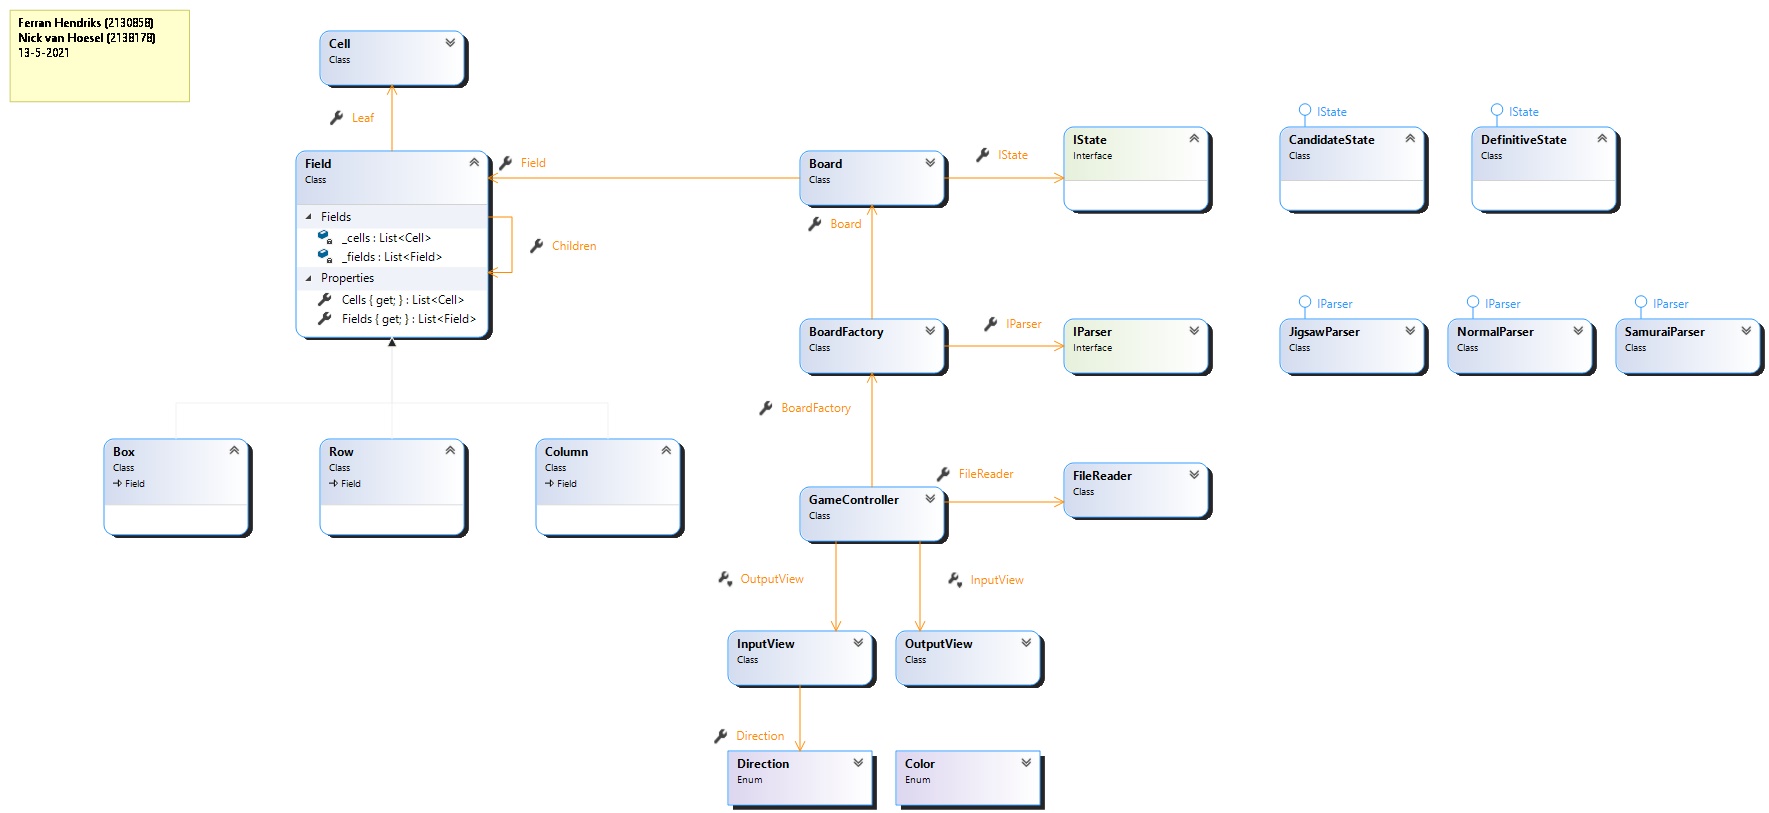 Ferran Hendriks (2130858)
Nick van Hoesel (2138178)
13-5-2021
Cell
Class
Leaf
Field
Class
Fields
_cells : List<Cell>
_fields : List<Field>
Properties
Cells { get; } : List<Cell>
Fields { get; } : List<Field>
Field
Children
Box
Class
Field
Row
Class
Field
Column
Class
Field
Board
Class
IState
IState
Interface
IState
CandidateState
Class
IState
DefinitiveState
Class
Board
BoardFactory
Class
IParser
IParser
Interface
IParser
JigsawParser
Class
IParser
NormalParser
Class
IParser
SamuraiParser
Class
BoardFactory
GameController
Class
FileReader
FileReader
Class
OutputView
InputView
InputView
Class
OutputView
Class
Direction
Direction
Enum
Color
Enum